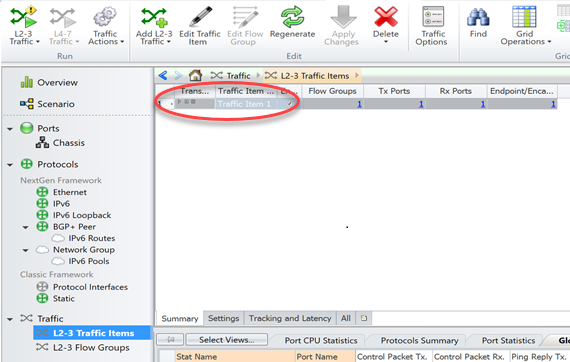 L2-3 Traffic L4-7 Traffic Traffic Actions Add L2-3 Traffic Edit Traffic Item Edit Flow Group Regenerate Apply Changes Delete Traffic Options Find Grid Operations
Run Edit Grid
Overview
Scenario
Ports
Chassis
Protocols
NextGen Framework
Ethernet
IPv6
IPv6 Loopback
BGP+ Peer
IPv6 Routes
Network Group
IPv6 Pools
Classic Framework
Protocol Interfaces
Static
Traffic
L2-3 Traffic Items
L2-3 Flow Groups
Traffic L2-3 Traffic Items
Trans... Traffic Item ... En... Flow Groups Tx Ports Rx Ports Endpoint/Enca...
1 Traffic Item 1 1 1 1 1
Summary Settings Tracking and Latency All
Select Views... Port CPU Statistics Protocols Summary Port Statistics Glo
Stat Name Port Name Control Packet Tx. Control Packet Rx. Ping Reply Tx.